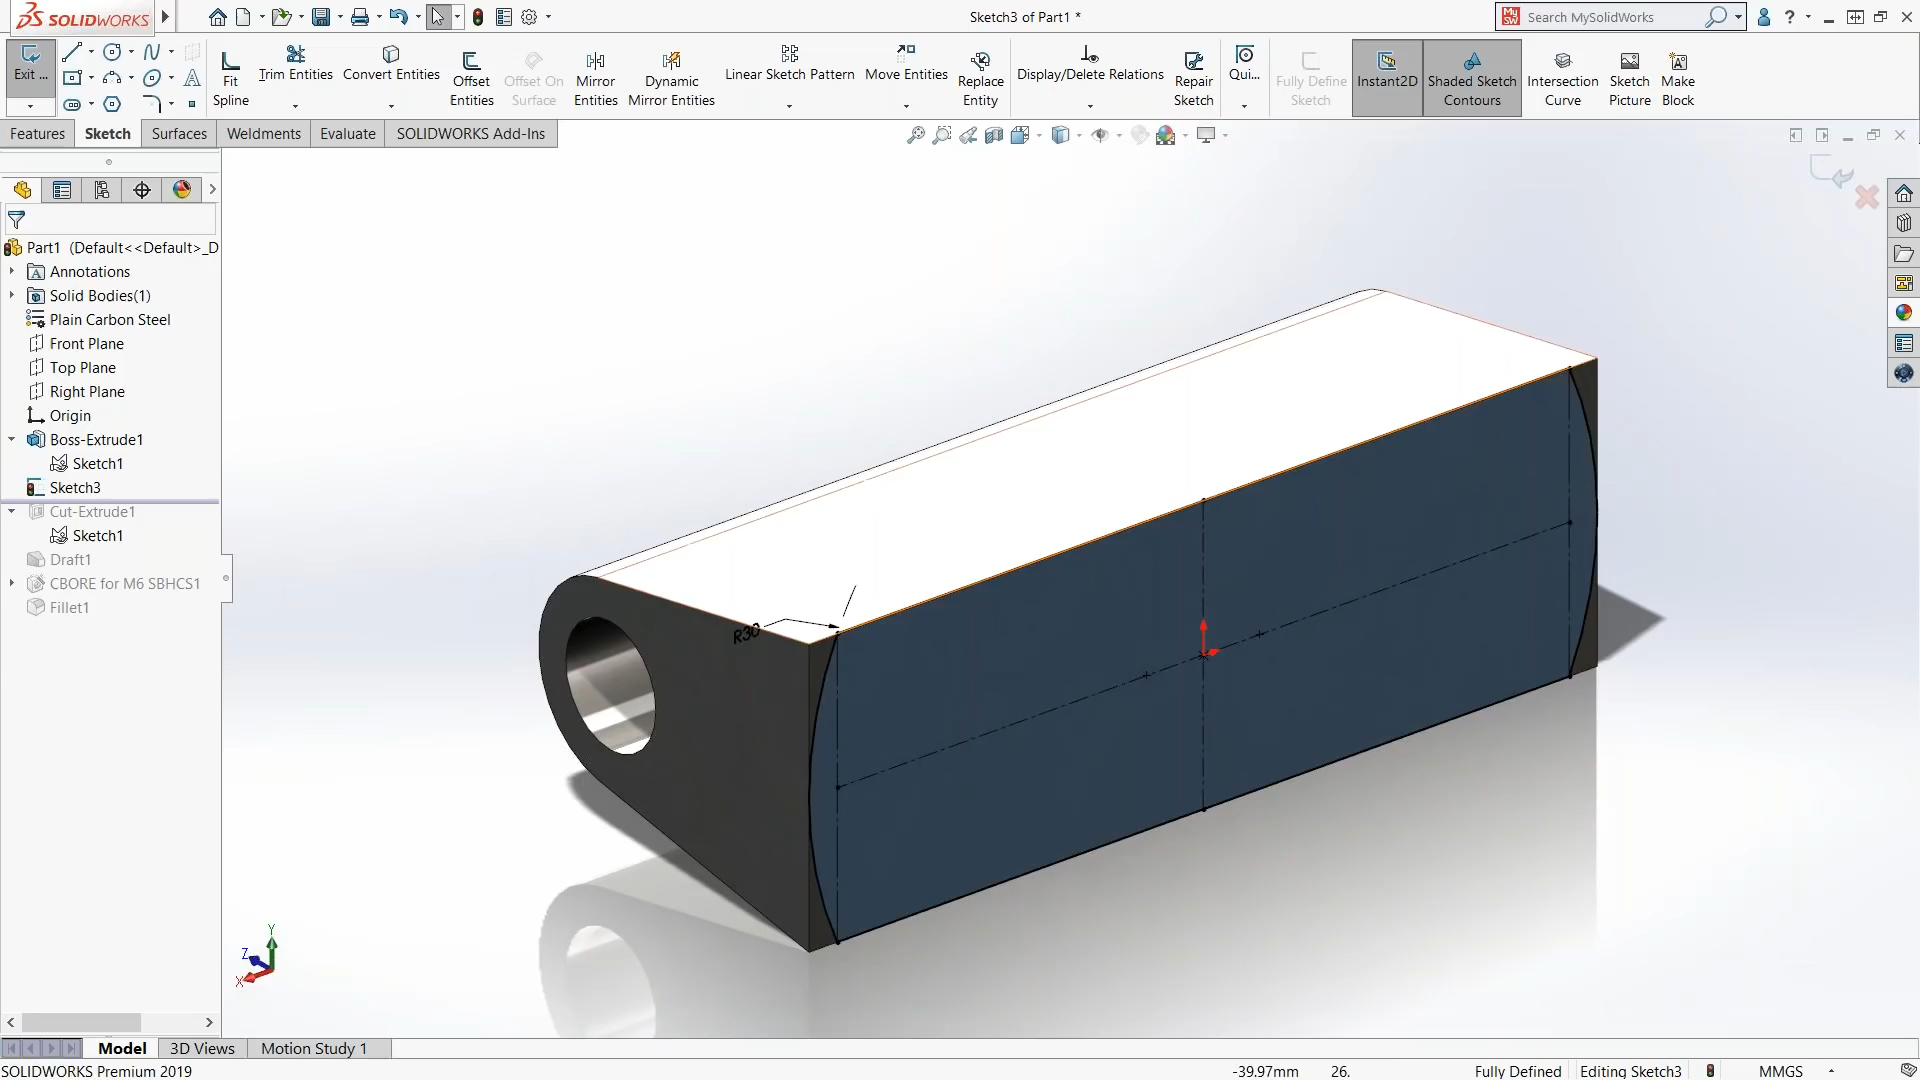 SOLIDWORKS
Sketch3 of Part1 *
Search MySolidWorks
Exit ...
Fit Spline
Trim Entities
Convert Entities
Offset Entities
Offset On Surface
Mirror Entities
Dynamic Mirror Entities
Linear Sketch Pattern
Move Entities
Replace Entity
Display/Delete Relations
Repair Sketch
Qui...
Fully Define Sketch
Instant2D
Shaded Sketch Contours
Intersection Curve
Sketch Picture
Make Block
Features
Sketch
Surfaces
Weldments
Evaluate
SOLIDWORKS Add-Ins
Part1 (Default<<Default>_D
Annotations
Solid Bodies(1)
Plain Carbon Steel
Front Plane
Top Plane
Right Plane
Origin
Boss-Extrude1
Sketch1
Sketch3
Cut-Extrude1
Sketch1
Draft1
CBORE for M6 SBHCS1
Fillet1
R30
Y
Z
X
Model
3D Views
Motion Study 1
SOLIDWORKS Premium 2019
-39.97mm
26.
Fully Defined
Editing Sketch3
MMGS